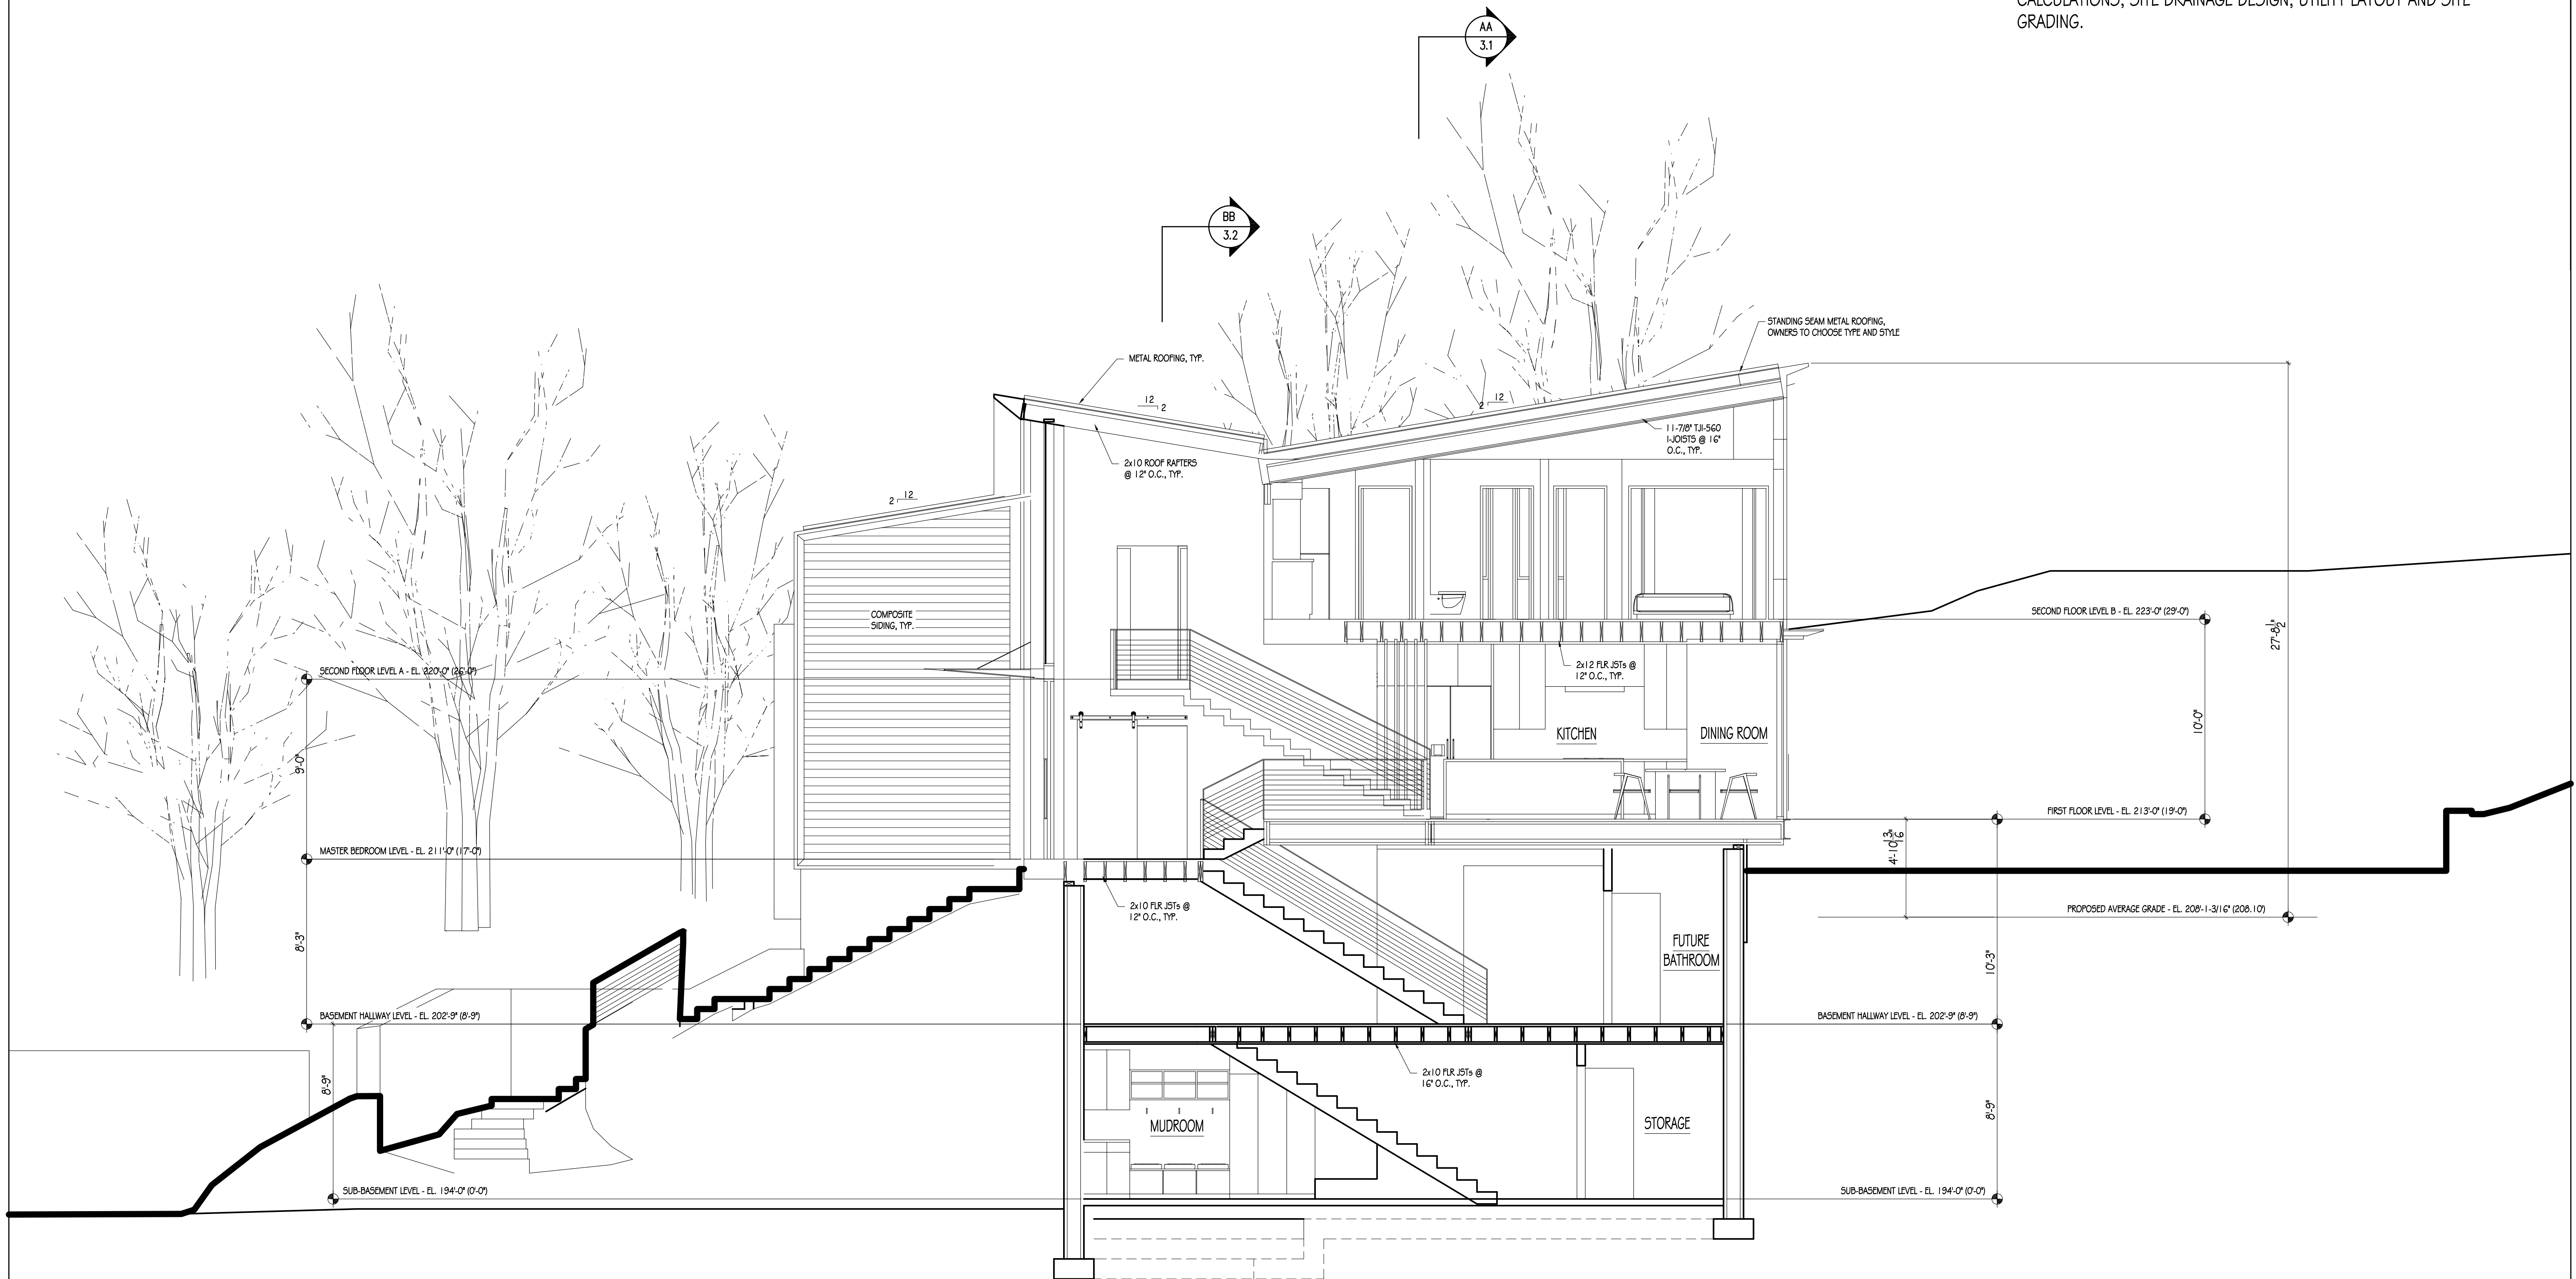 GRADING.
AA
3.1
BB
3.2
STANDING SEAM METAL ROOFING,
OWNERS TO CHOOSE TYPE AND STYLE
METAL ROOFING, TYP.
12
2
12
2
11-7/8" TJI-560
I-JOISTS @ 16"
O.C., TYP.
2x10 ROOF RAFTERS
@ 12" O.C., TYP.
12
2
COMPOSITE
SIDING, TYP.
SECOND FLOOR LEVEL B - EL. 223'-0" (29'-0")
27'-8 1/2"
SECOND FLOOR LEVEL A - EL. 220'-0" (26'-0")
2x12 FLR JSTs @
12" O.C., TYP.
10'-0"
KITCHEN
DINING ROOM
9'-0"
FIRST FLOOR LEVEL - EL. 213'-0" (19'-0")
4'-10 3/16"
MASTER BEDROOM LEVEL - EL. 211'-0" (17'-0")
2x10 FLR JSTs @
12" O.C., TYP.
PROPOSED AVERAGE GRADE - EL. 208'-1-3/16" (208.10')
8'-3"
FUTURE
BATHROOM
10'-3"
BASEMENT HALLWAY LEVEL - EL. 202'-9" (8'-9")
BASEMENT HALLWAY LEVEL - EL. 202'-9" (8'-9")
8'-9"
2x10 FLR JSTs @
16" O.C., TYP.
MUDROOM
STORAGE
8'-9"
SUB-BASEMENT LEVEL - EL. 194'-0" (0'-0")
SUB-BASEMENT LEVEL - EL. 194'-0" (0'-0")